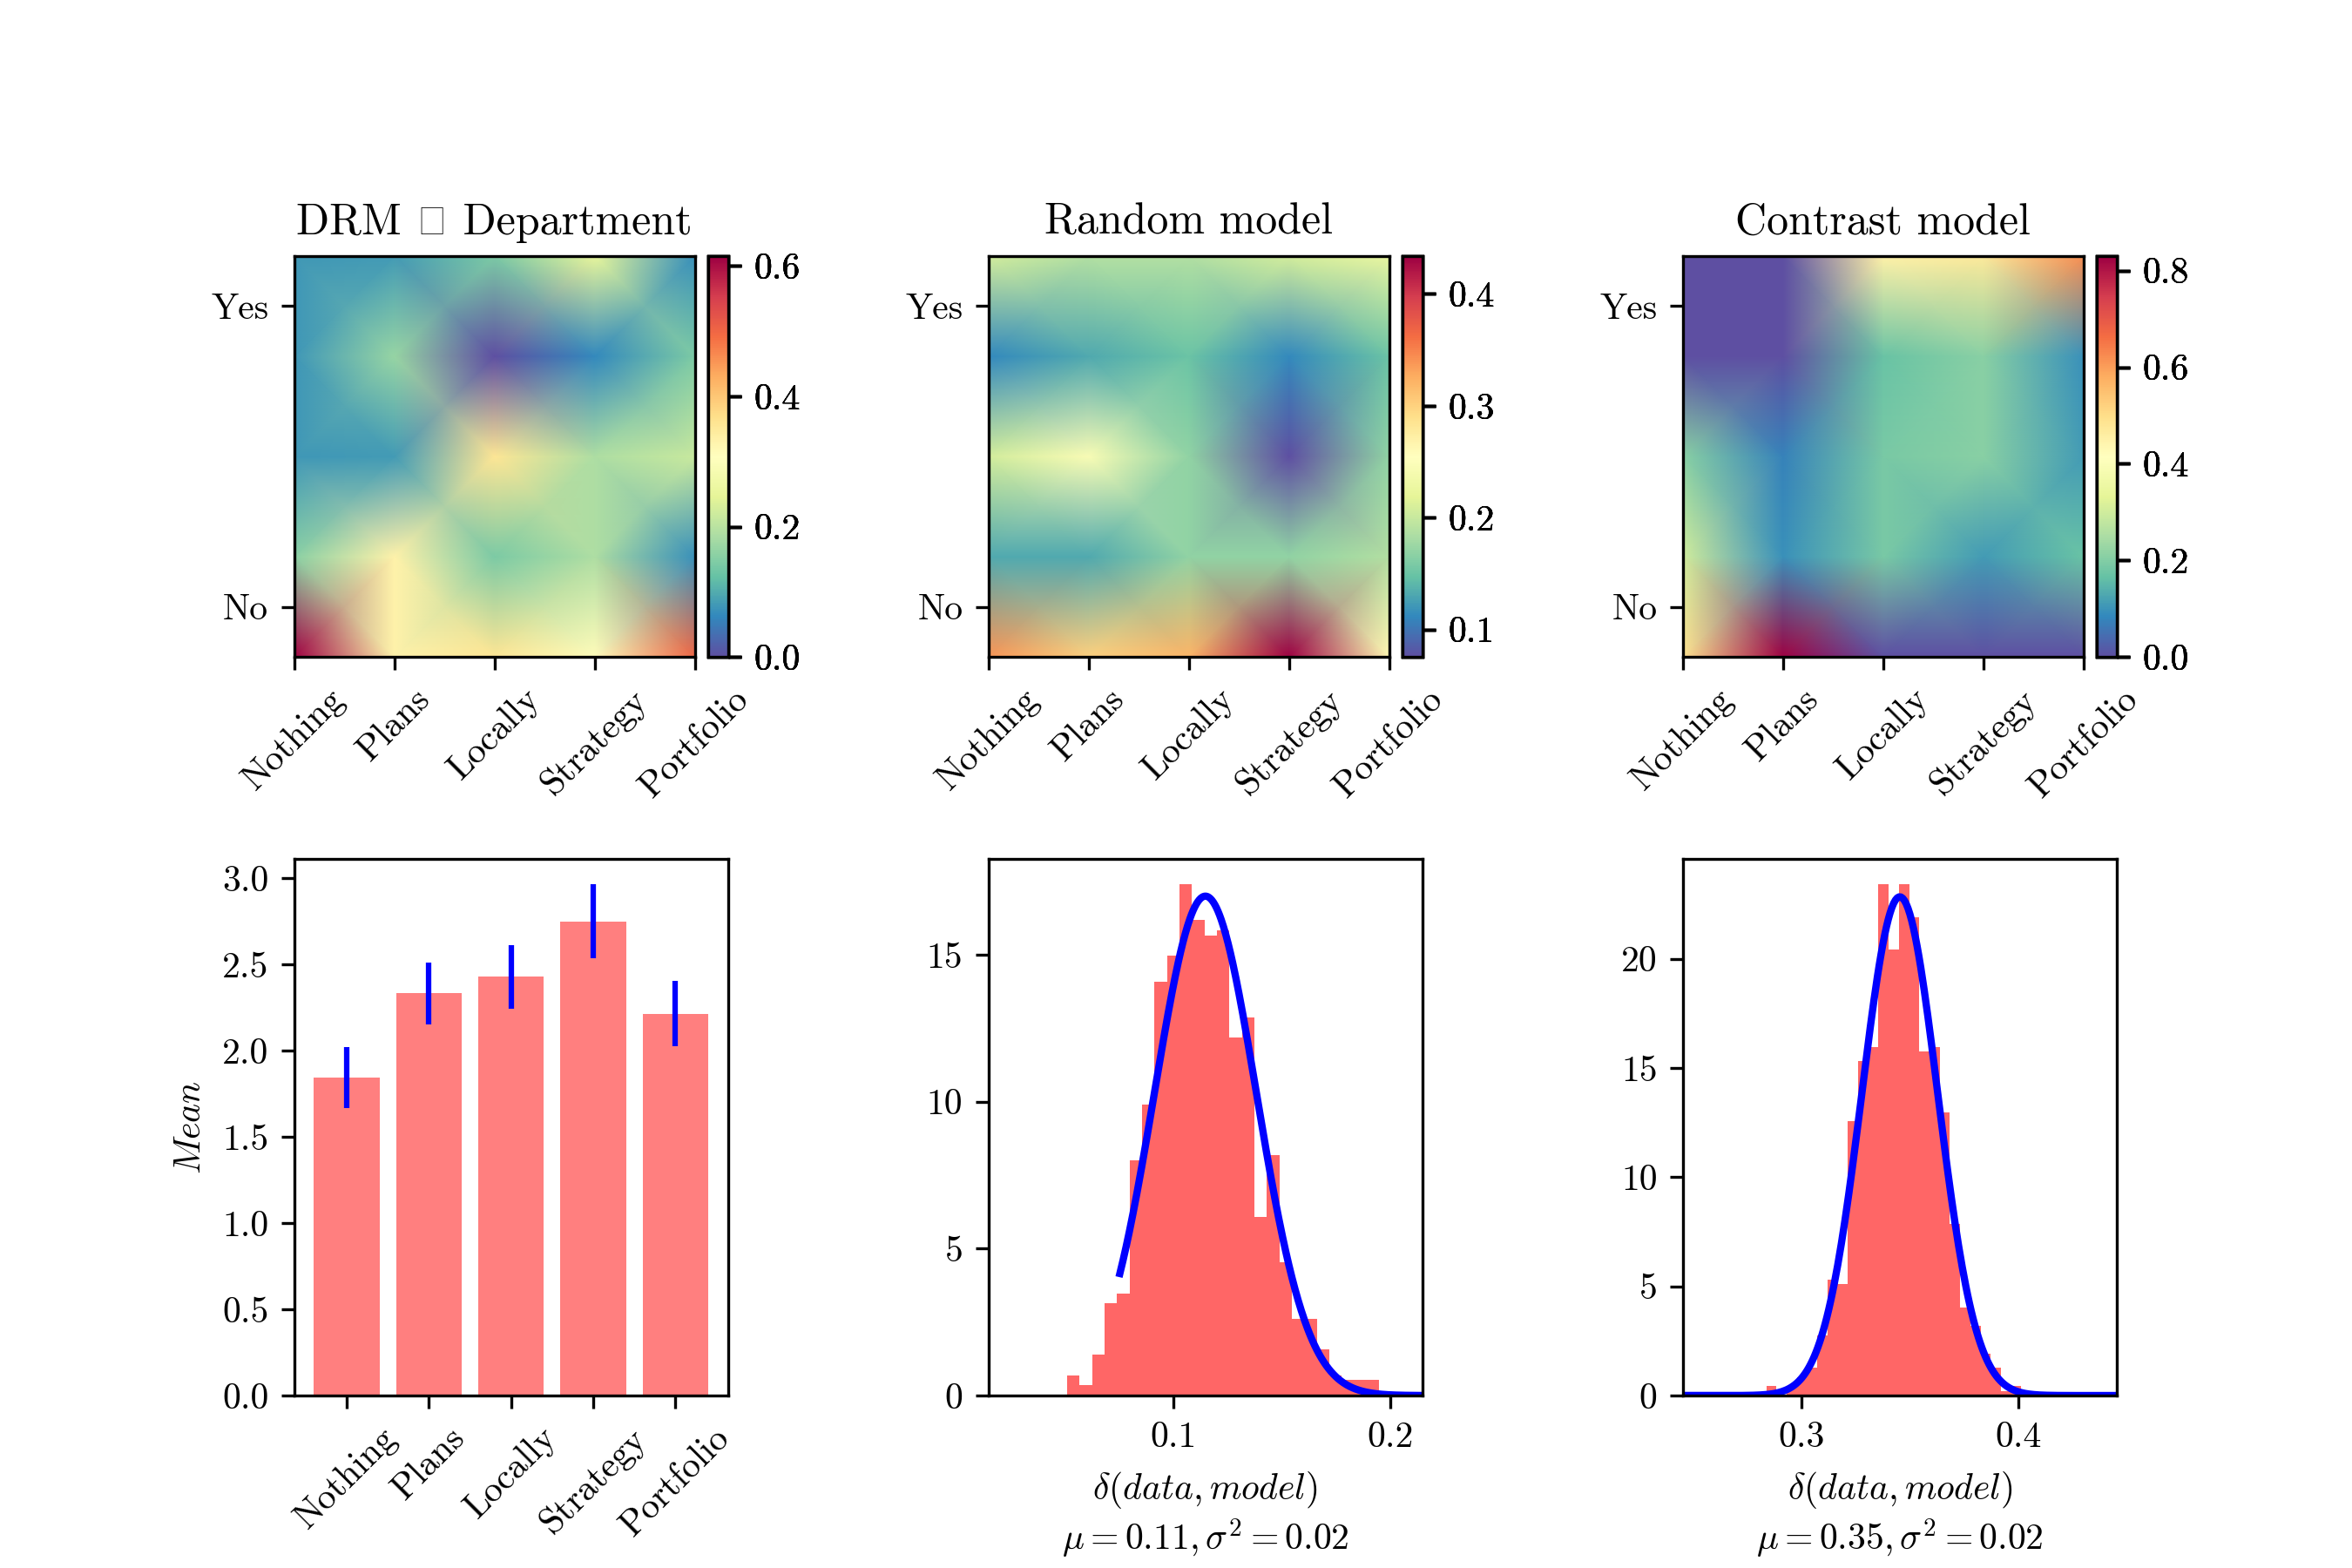 DRM □ Department
Random model
Contrast model
Yes
No
0.6
0.4
0.2
0.0
Nothing
Plans
Locally
Strategy
Portfolio
Yes
No
0.4
0.3
0.2
0.1
Nothing
Plans
Locally
Strategy
Portfolio
Yes
No
0.8
0.6
0.4
0.2
0.0
Nothing
Plans
Locally
Strategy
Portfolio
Mean
3.0
2.5
2.0
1.5
1.0
0.5
0.0
Nothing
Plans
Locally
Strategy
Portfolio
15
10
5
0
0.1
0.2
δ(data, model)
μ = 0.11, σ² = 0.02
20
15
10
5
0
0.3
0.4
δ(data, model)
μ = 0.35, σ² = 0.02